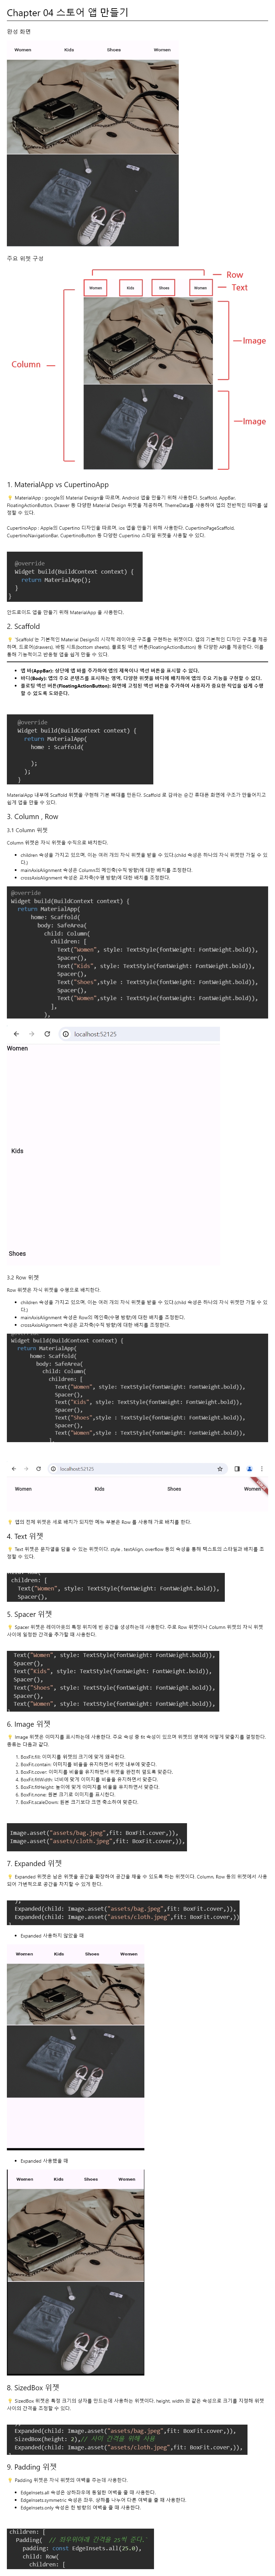 Chapter 04 스토어 앱 만들기
완성 화면
Women Kids Shoes Women
주요 위젯 구성
Row
Women Kids Shoes Women
Text
Column
Image
Image
1. MaterialApp vs CupertinoApp
💡 MaterialApp : google의 Material Design을 따르며, Android 앱을 만들기 위해 사용한다. Scaffold, AppBar,
FloatingActionButton, Drawer 등 다양한 Material Design 위젯을 제공하며, ThemeData를 사용하여 앱의 전반적인 테마를 설
정할 수 있다.
CupertinoApp : Apple의 Cupertino 디자인을 따르며, ios 앱을 만들기 위해 사용한다. CupertinoPageScaffold,
CupertinoNavigationBar, CupertinoButton 등 다양한 Cupertino 스타일 위젯을 사용할 수 있다.
@override
Widget build(BuildContext context) {
return MaterialApp();
}
}
안드로이드 앱을 만들기 위해 MaterialApp 을 사용한다.
2. Scaffold
💡 'Scaffold'는 기본적인 Material Design의 시각적 레이아웃 구조를 구현하는 위젯이다. 앱의 기본적인 디자인 구조를 제공
하며, 드로어(drawers), 바텀 시트(bottom sheets), 플로팅 액션 버튼(FloatingActionButton) 등 다양한 API를 제공한다. 이를
통해 기능적이고 반응형 앱을 쉽게 만들 수 있다.
• 앱 바(AppBar): 상단에 앱 바를 추가하여 앱의 제목이나 액션 버튼을 표시할 수 있다.
• 바디(Body): 앱의 주요 콘텐츠를 표시하는 영역, 다양한 위젯을 바디에 배치하여 앱의 주요 기능을 구현할 수 있다.
• 플로팅 액션 버튼(FloatingActionButton): 화면에 고정된 액션 버튼을 추가하여 사용자가 중요한 작업을 쉽게 수행
할 수 있도록 도와준다.
@override
Widget build(BuildContext context) {
return MaterialApp(
home : Scaffold(
);
);
}
MaterialApp 내부에 Scaffold 위젯을 구현해 기본 뼈대를 만든다. Scaffold 로 감싸는 순간 휴대폰 화면에 구조가 만들어지고
쉽게 앱을 만들 수 있다.
3. Column , Row
3.1 Column 위젯
Column 위젯은 자식 위젯을 수직으로 배치한다.
• children 속성을 가지고 있으며, 이는 여러 개의 자식 위젯을 받을 수 있다.(child 속성은 하나의 자식 위젯만 가질 수 있
다.)
• mainAxisAlignment 속성은 Column의 메인축(수직 방향)에 대한 배치를 조정한다.
• crossAxisAlignment 속성은 교차축(수평 방향)에 대한 배치를 조정한다.
@override
Widget build(BuildContext context) {
return MaterialApp(
home: Scaffold(
body: SafeArea(
child: Column(
children: [
Text("Women", style: TextStyle(fontWeight: FontWeight.bold)),
Spacer(),
Text("Kids", style: TextStyle(fontWeight: FontWeight.bold)),
Spacer(),
Text("Shoes",style : TextStyle(fontWeight: FontWeight.bold)),
Spacer(),
Text("Women",style : TextStyle(fontWeight: FontWeight.bold)),
],
),
localhost:52125
Women
Kids
Shoes
3.2 Row 위젯
Row 위젯은 자식 위젯을 수평으로 배치한다.
• children 속성을 가지고 있으며, 이는 여러 개의 자식 위젯을 받을 수 있다.(child 속성은 하나의 자식 위젯만 가질 수 있
다.)
• mainAxisAlignment 속성은 Row의 메인축(수평 방향)에 대한 배치를 조정한다.
• crossAxisAlignment 속성은 교차축(수직 방향)에 대한 배치를 조정한다.
@override
Widget build(BuildContext context) {
return MaterialApp(
home: Scaffold(
body: SafeArea(
child: Column(
children: [
Text("Women", style: TextStyle(fontWeight: FontWeight.bold)),
Spacer(),
Text("Kids", style: TextStyle(fontWeight: FontWeight.bold)),
Spacer(),
Text("Shoes",style : TextStyle(fontWeight: FontWeight.bold)),
Spacer(),
Text("Women",style : TextStyle(fontWeight: FontWeight.bold)),
],
localhost:52125
Women Kids Shoes Women
💡 앱의 전체 위젯은 세로 배치가 되지만 메뉴 부분은 Row 를 사용해 가로 배치를 한다.
4. Text 위젯
💡 Text 위젯은 문자열을 담을 수 있는 위젯이다. style , textAlign, overflow 등의 속성을 통해 텍스트의 스타일과 배치를 조
정할 수 있다.
children: [
Text("Women", style: TextStyle(fontWeight: FontWeight.bold)),
Spacer(),
5. Spacer 위젯
💡 Spacer 위젯은 레이아웃의 특정 위치에 빈 공간을 생성하는데 사용한다. 주로 Row 위젯이나 Column 위젯의 자식 위젯
사이에 일정한 간격을 추가할 때 사용한다.
Text("Women", style: TextStyle(fontWeight: FontWeight.bold)),
Spacer(),
Text("Kids", style: TextStyle(fontWeight: FontWeight.bold)),
Spacer(),
Text("Shoes", style: TextStyle(fontWeight: FontWeight.bold)),
Spacer(),
Text("Women", style: TextStyle(fontWeight: FontWeight.bold)),
6. Image 위젯
💡 Image 위젯은 이미지를 표시하는데 사용한다. 주요 속성 중 fit 속성이 있으며 위젯의 영역에 어떻게 맞출지를 결정한다.
종류는 다음과 같다.
1. BoxFit.fill: 이미지를 위젯의 크기에 맞게 왜곡한다.
2. BoxFit.contain: 이미지를 비율을 유지하면서 위젯 내부에 맞춘다.
3. BoxFit.cover: 이미지를 비율을 유지하면서 위젯을 완전히 덮도록 맞춘다.
4. BoxFit.fitWidth: 너비에 맞게 이미지를 비율을 유지하면서 맞춘다.
5. BoxFit.fitHeight: 높이에 맞게 이미지를 비율을 유지하면서 맞춘다.
6. BoxFit.none: 원본 크기로 이미지를 표시한다.
7. BoxFit.scaleDown: 원본 크기보다 크면 축소하여 맞춘다.
Image.asset("assets/bag.jpeg",fit: BoxFit.cover,)),
Image.asset("assets/cloth.jpeg",fit: BoxFit.cover,)),
7. Expanded 위젯
💡 Expanded 위젯은 남은 위젯을 공간을 확장하여 공간을 채울 수 있도록 하는 위젯이다. Column, Row 등의 위젯에서 사용
되어 가변적으로 공간을 차지할 수 있게 한다.
),
Expanded(child: Image.asset("assets/bag.jpeg",fit: BoxFit.cover,)),
Expanded(child: Image.asset("assets/cloth.jpeg",fit: BoxFit.cover,)),
• Expanded 사용하지 않았을 때
Women Kids Shoes Women
• Expanded 사용했을 때
Women Kids Shoes Women
8. SizedBox 위젯
💡 SizedBox 위젯은 특정 크기의 상자를 만드는데 사용하는 위젯이다. height, width 와 같은 속성으로 크기를 지정해 위젯
사이의 간격을 조정할 수 있다.
),
Expanded(child: Image.asset("assets/bag.jpeg",fit: BoxFit.cover,)),
SizedBox(height: 2),// 사이 간격을 위해 사용
Expanded(child: Image.asset("assets/cloth.jpeg",fit: BoxFit.cover,)),
9. Padding 위젯
💡 Padding 위젯은 자식 위젯의 여백을 주는데 사용한다.
• EdgeInsets.all 속성은 상하좌우에 동일한 여백을 줄 때 사용한다.
• EdgeInsets.symmetric 속성은 좌우, 상하를 나누어 다른 여백을 줄 때 사용한다.
• EdgeInsets.only 속성은 한 방향의 여백을 줄 때 사용한다.
children: [
Padding( // 좌우위아래 간격을 25씩 준다.`
padding: const EdgeInsets.all(25.0),
child: Row(
children: [